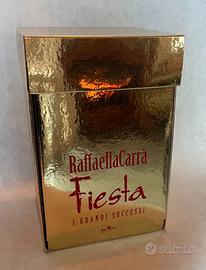 RaffaellaCarrà
Fiesta
I GRANDI SUCCESSI
subito